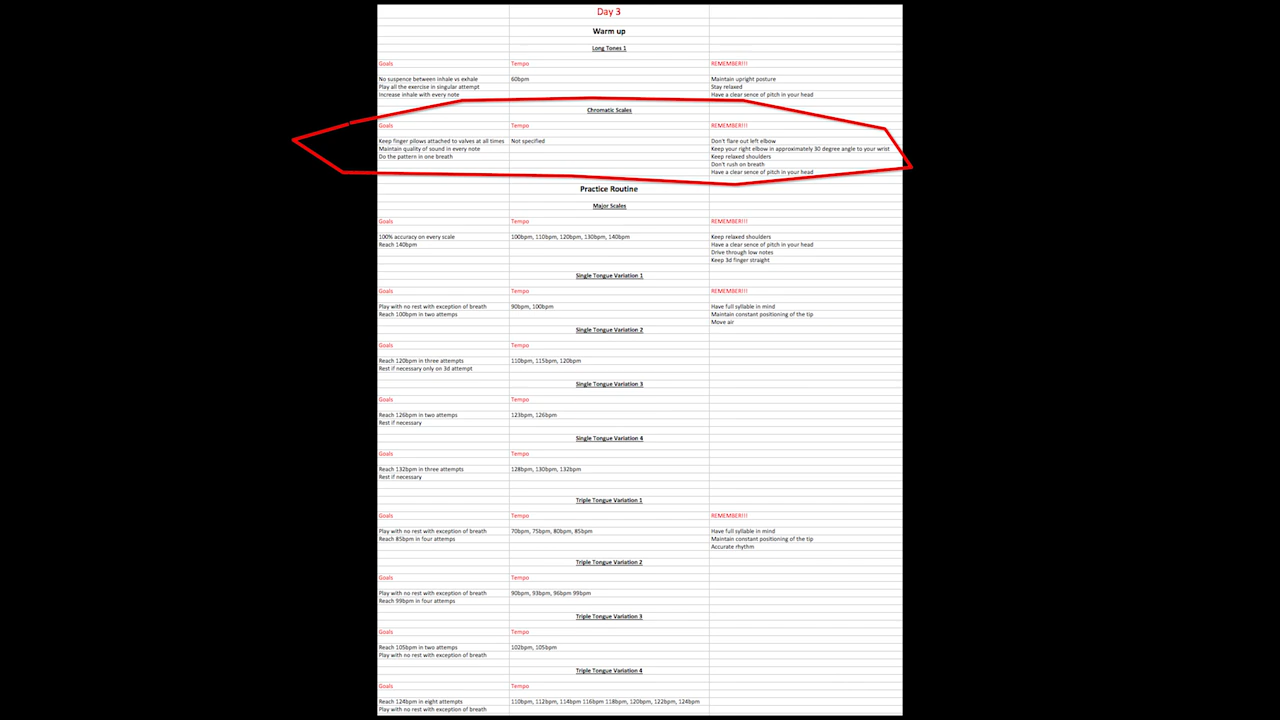 Day 3
Warm up
Long Tones 1
Goals Tempo REMEMBER!!!
No suspence between inhale vs exhale 60bpm Maintain upright posture
Play all the exercise in singular attempt Stay relaxed
Increase inhale with every note Have a clear sense of pitch in your head
Chromatic Scales
Goals Tempo REMEMBER!!!
Keep finger pilows attached to valves at all times Not specified Don't flare out left elbow
Maintain quality of sound in every note Keep your right elbow in approximately 30 degree angle to your wrist
Do the pattern in one breath Keep relaxed shoulders
Don't rush on breath
Have a clear sense of pitch in your head
Practice Routine
Major Scales
Goals Tempo REMEMBER!!!
100% accuracy on every scale 100bpm, 110bpm, 120bpm, 130bpm, 140bpm Keep relaxed shoulders
Reach 140bpm Have a clear sense of pitch in your head
Drive through low notes
Keep 3d finger straight
Single Tongue Variation 1
Goals Tempo REMEMBER!!!
Play with no rest with exception of breath 90bpm, 100bpm Have full syllable in mind
Reach 100bpm in two attemps Maintain constant positioning of the tip
Move air
Single Tongue Variation 2
Goals Tempo
Reach 120bpm in three attempts 110bpm, 115bpm, 120bpm
Rest if necessary only on 3d attempt
Single Tongue Variation 3
Goals Tempo
Reach 126bpm in two attemps 123bpm, 126bpm
Rest if necessary
Single Tongue Variation 4
Goals Tempo
Reach 132bpm in three attempts 128bpm, 130bpm, 132bpm
Rest if necessary
Triple Tongue Variation 1
Goals Tempo REMEMBER!!!
Play with no rest with exception of breath 70bpm, 75bpm, 80bpm, 85bpm Have full syllable in mind
Reach 85bpm in four attempts Maintain constant positioning of the tip
Accurate rhythm
Triple Tongue Variation 2
Goals Tempo
Play with no rest with exception of breath 90bpm, 93bpm, 96bpm 99bpm
Reach 99bpm in four attempts
Triple Tongue Variation 3
Goals Tempo
Reach 105bpm in two attemps 102bpm, 105bpm
Play with no rest with exception of breath
Triple Tongue Variation 4
Goals Tempo
Reach 124bpm in eight attempts 110bpm, 112bpm, 114bpm 116bpm 118bpm, 120bpm, 122bpm, 124bpm
Play with no rest with exception of breath